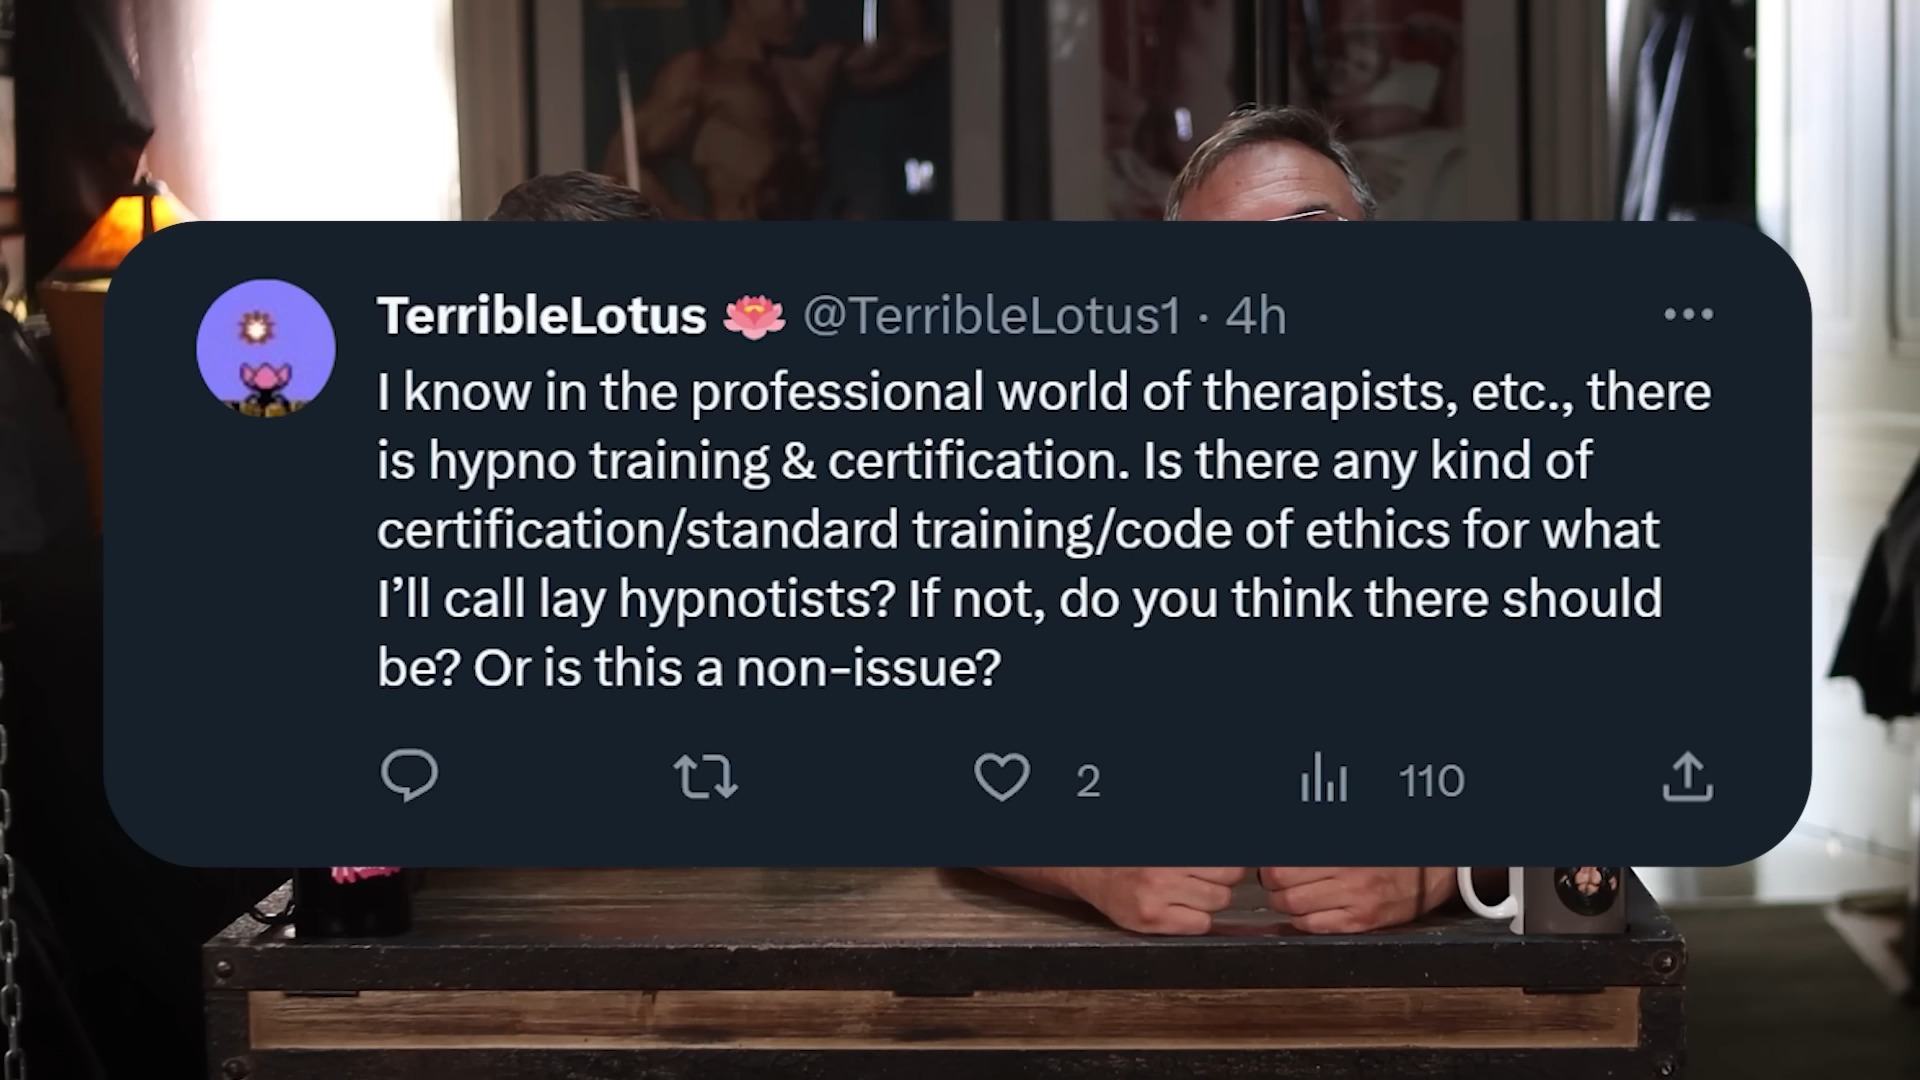 TerribleLotus 🪷 @TerribleLotus1 · 4h
I know in the professional world of therapists, etc., there
is hypno training & certification. Is there any kind of
certification/standard training/code of ethics for what
I’ll call lay hypnotists? If not, do you think there should
be? Or is this a non-issue?
2 110